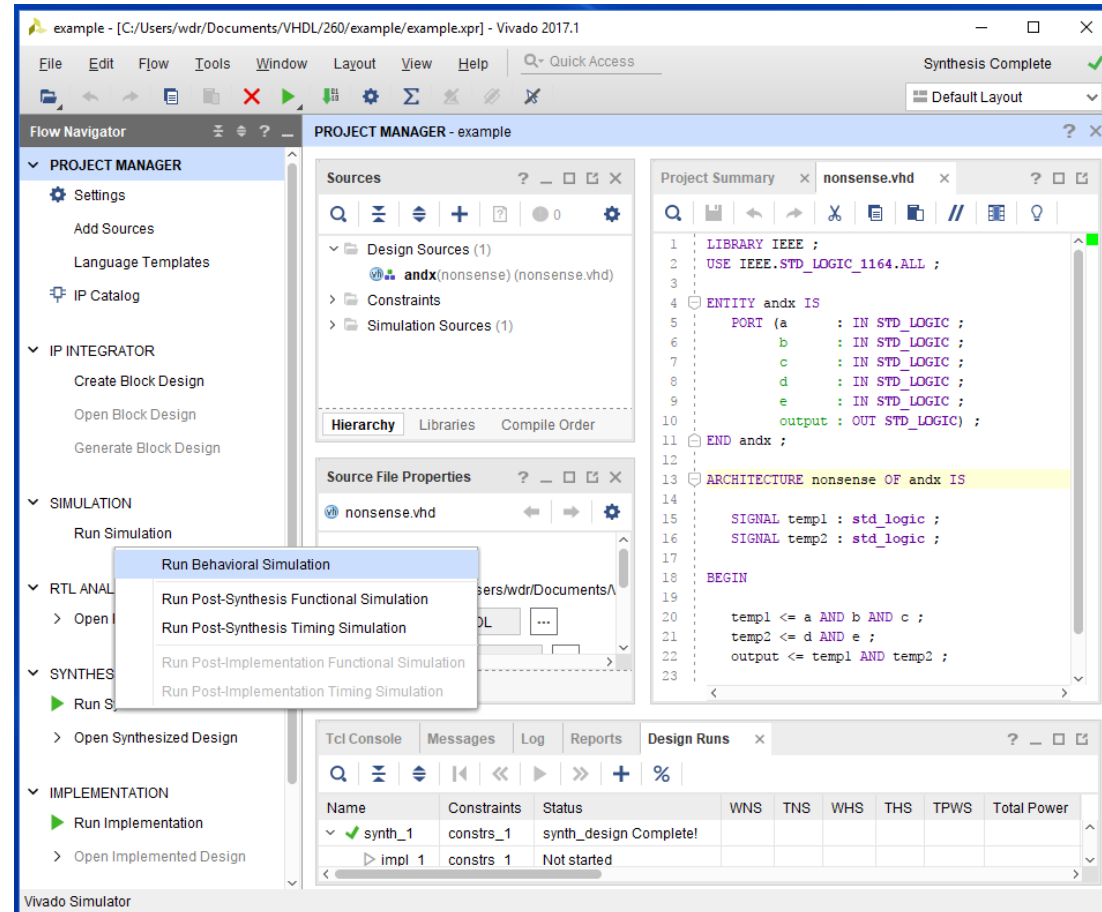 example - [C:/Users/wdr/Documents/VHDL/260/example/example.xpr] - Vivado 2017.1
File Edit Flow Tools Window Layout View Help Quick Access Synthesis Complete
Default Layout
Flow Navigator
PROJECT MANAGER
Settings
Add Sources
Language Templates
IP Catalog
IP INTEGRATOR
Create Block Design
Open Block Design
Generate Block Design
SIMULATION
Run Simulation
Run Behavioral Simulation
Run Post-Synthesis Functional Simulation
Run Post-Synthesis Timing Simulation
Run Post-Implementation Functional Simulation
Run Post-Implementation Timing Simulation
RTL ANAL
Open
SYNTHES
Run S
Open Synthesized Design
IMPLEMENTATION
Run Implementation
Open Implemented Design
PROJECT MANAGER - example
Sources
0
Design Sources (1)
andx(nonsense) (nonsense.vhd)
Constraints
Simulation Sources (1)
Hierarchy Libraries Compile Order
Source File Properties
nonsense.vhd
sers/wdr/Documents/
...
Project Summary nonsense.vhd
1 LIBRARY IEEE ;
2 USE IEEE.STD_LOGIC_1164.ALL ;
3
4 ENTITY andx IS
5 PORT (a : IN STD_LOGIC ;
6 b : IN STD_LOGIC ;
7 c : IN STD_LOGIC ;
8 d : IN STD_LOGIC ;
9 e : IN STD_LOGIC ;
10 output : OUT STD_LOGIC) ;
11 END andx ;
12
13 ARCHITECTURE nonsense OF andx IS
14
15 SIGNAL temp1 : std_logic ;
16 SIGNAL temp2 : std_logic ;
17
18 BEGIN
19
20 temp1 <= a AND b AND c ;
21 temp2 <= d AND e ;
22 output <= temp1 AND temp2 ;
23
Tcl Console Messages Log Reports Design Runs
Name Constraints Status WNS TNS WHS THS TPWS Total Power
synth_1 constrs_1 synth_design Complete!
impl_1 constrs_1 Not started
Vivado Simulator